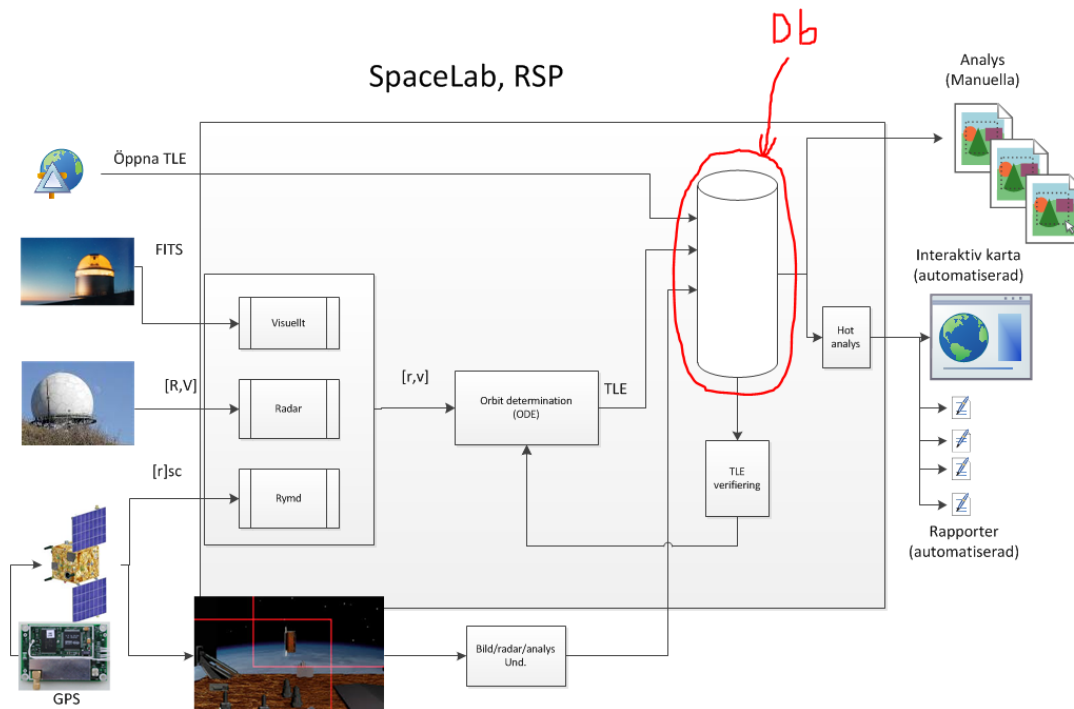 Db
SpaceLab, RSP
Analys
(Manuella)
Öppna TLE
FITS
Visuellt
[R,V]
Radar
[r]sc
Rymd
[r,v]
Orbit determination
(ODE)
TLE
TLE
verifiering
Hot
analys
Interaktiv karta
(automatiserad)
Rapporter
(automatiserad)
Bild/radar/analys
Und.
GPS